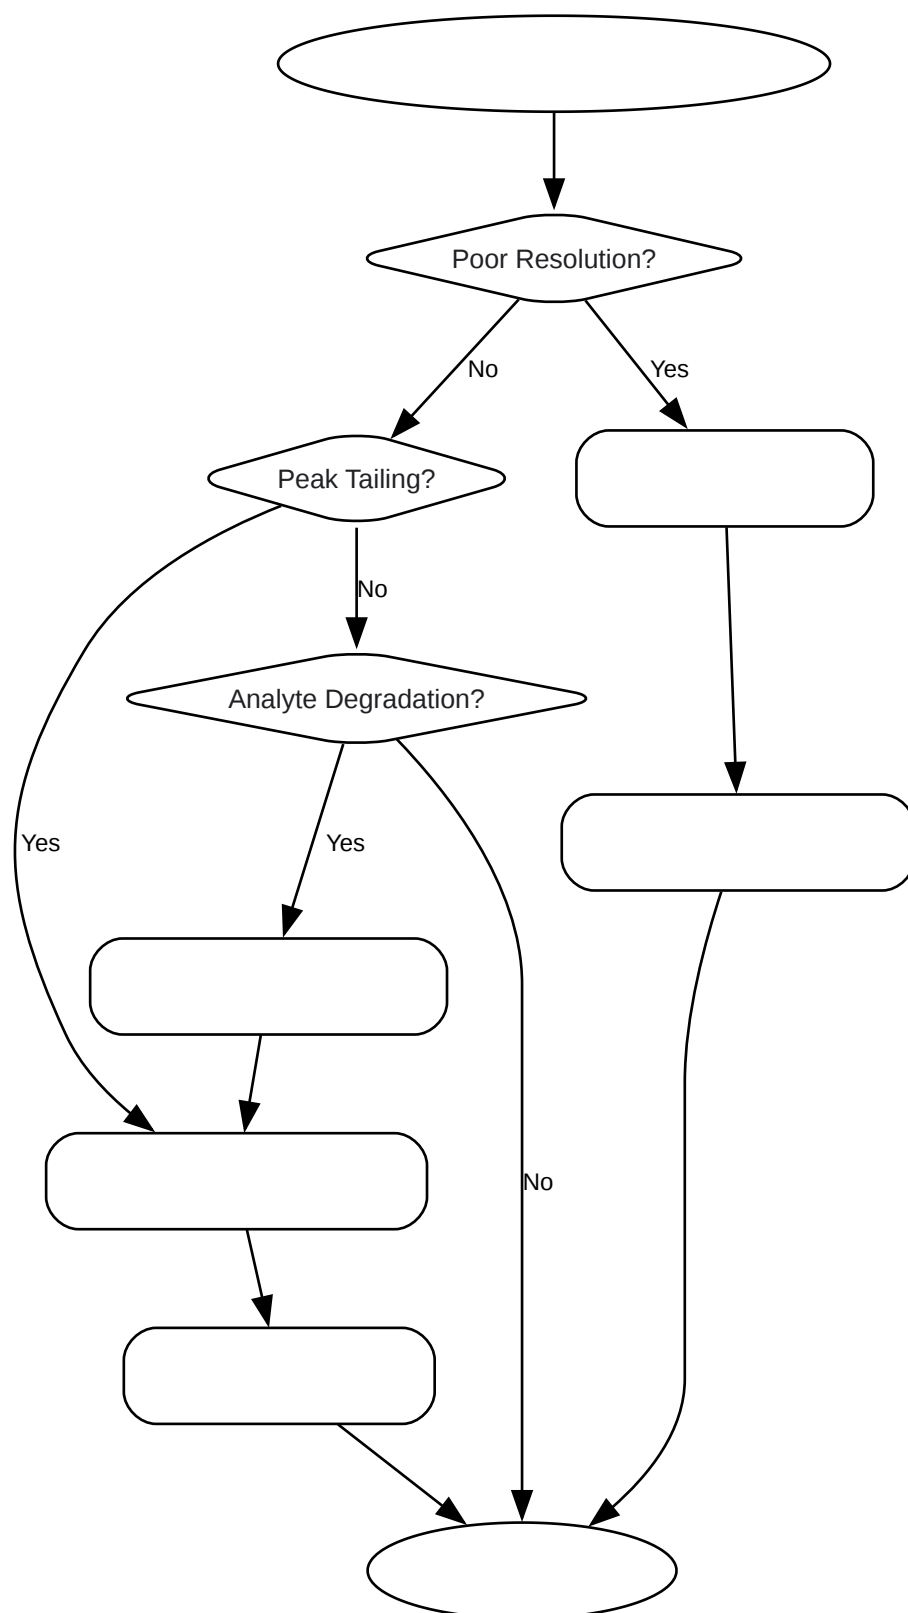 Poor Resolution?
No
Yes
Peak Tailing?
No
Analyte Degradation?
Yes
Yes
No